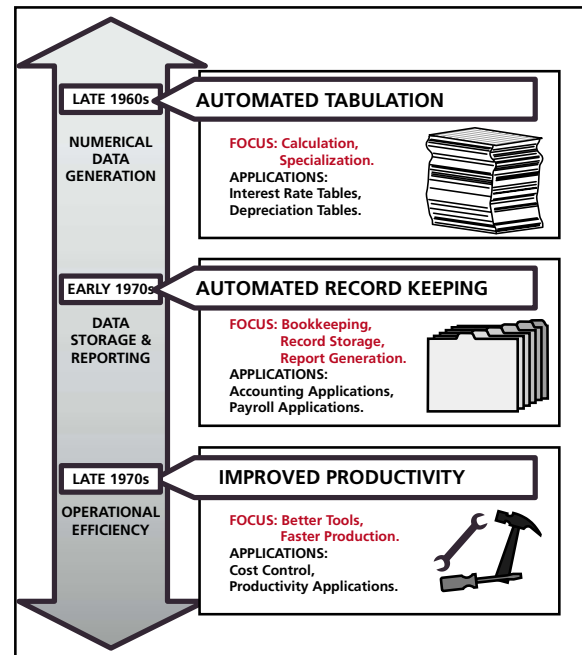 LATE 1960s
AUTOMATED TABULATION
NUMERICAL
DATA
GENERATION
FOCUS: Calculation,
Specialization.
APPLICATIONS:
Interest Rate Tables,
Depreciation Tables.
EARLY 1970s
AUTOMATED RECORD KEEPING
DATA
STORAGE &
REPORTING
FOCUS: Bookkeeping,
Record Storage,
Report Generation.
APPLICATIONS:
Accounting Applications,
Payroll Applications.
LATE 1970s
IMPROVED PRODUCTIVITY
OPERATIONAL
EFFICIENCY
FOCUS: Better Tools,
Faster Production.
APPLICATIONS:
Cost Control,
Productivity Applications.